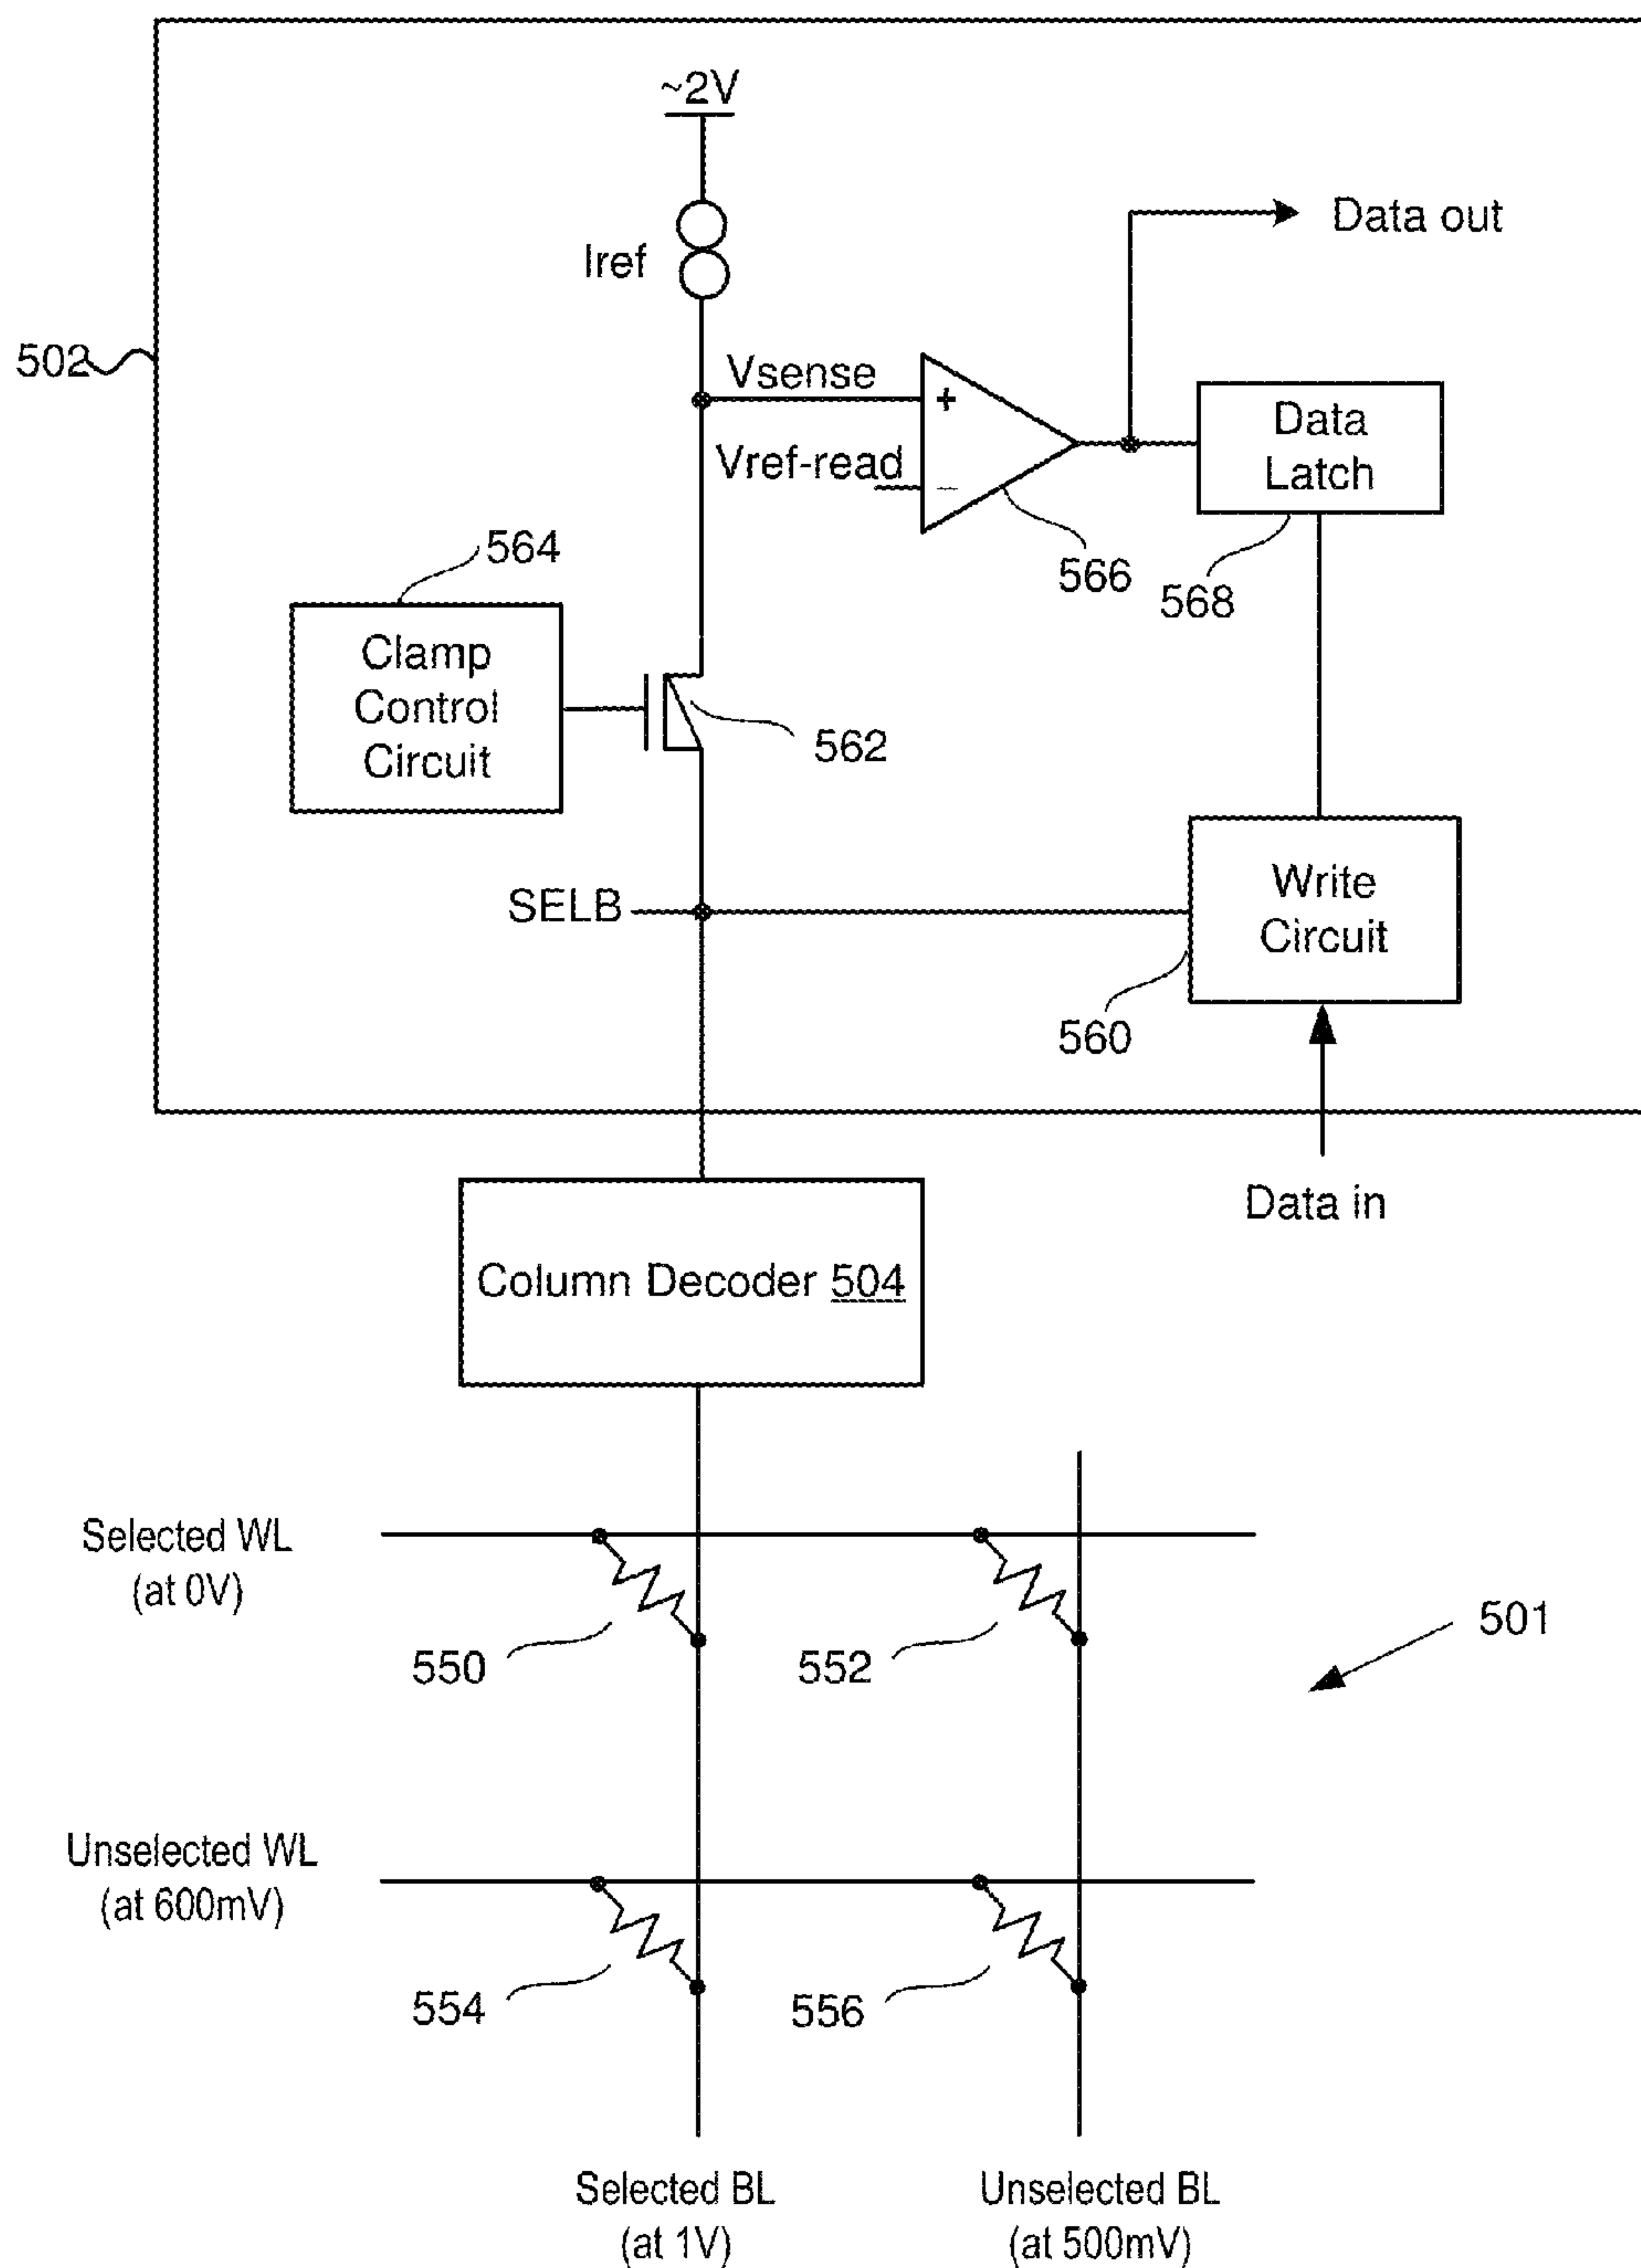 ~2V
Iref
Data out
502
Vsense
+
Vref-read
–
Data
Latch
566
568
564
Clamp
Control
Circuit
562
SELB
Write
Circuit
560
Data in
Column Decoder 504
Selected WL
(at 0V)
550
552
501
Unselected WL
(at 600mV)
554
556
Selected BL
(at 1V)
Unselected BL
(at 500mV)